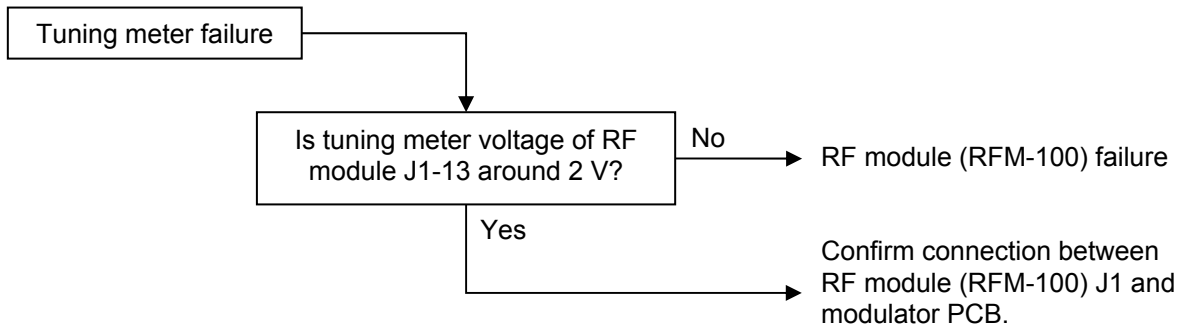 Tuning meter failure
Is tuning meter voltage of RF
module J1-13 around 2 V?
No
RF module (RFM-100) failure
Yes
Confirm connection between
RF module (RFM-100) J1 and
modulator PCB.